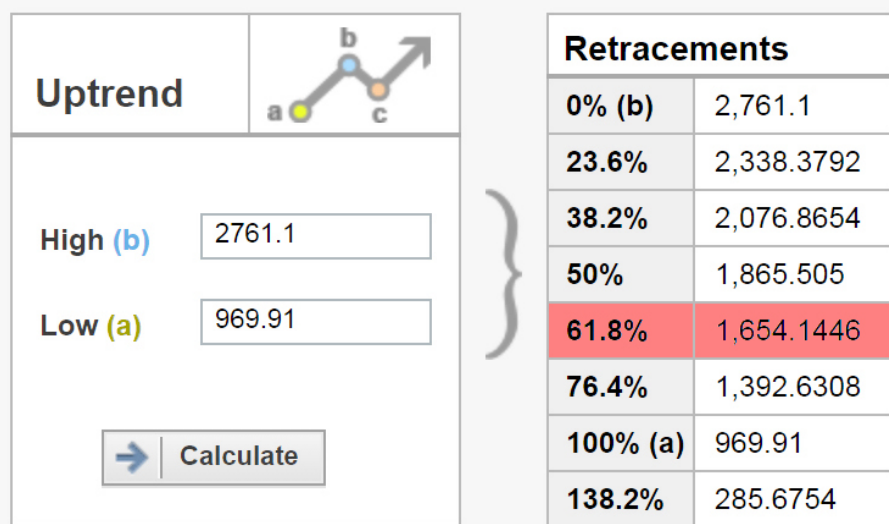 Uptrend
a
b
c
High (b) 2761.1
Low (a) 969.91
Calculate
Retracements
0% (b) 2,761.1
23.6% 2,338.3792
38.2% 2,076.8654
50% 1,865.505
61.8% 1,654.1446
76.4% 1,392.6308
100% (a) 969.91
138.2% 285.6754